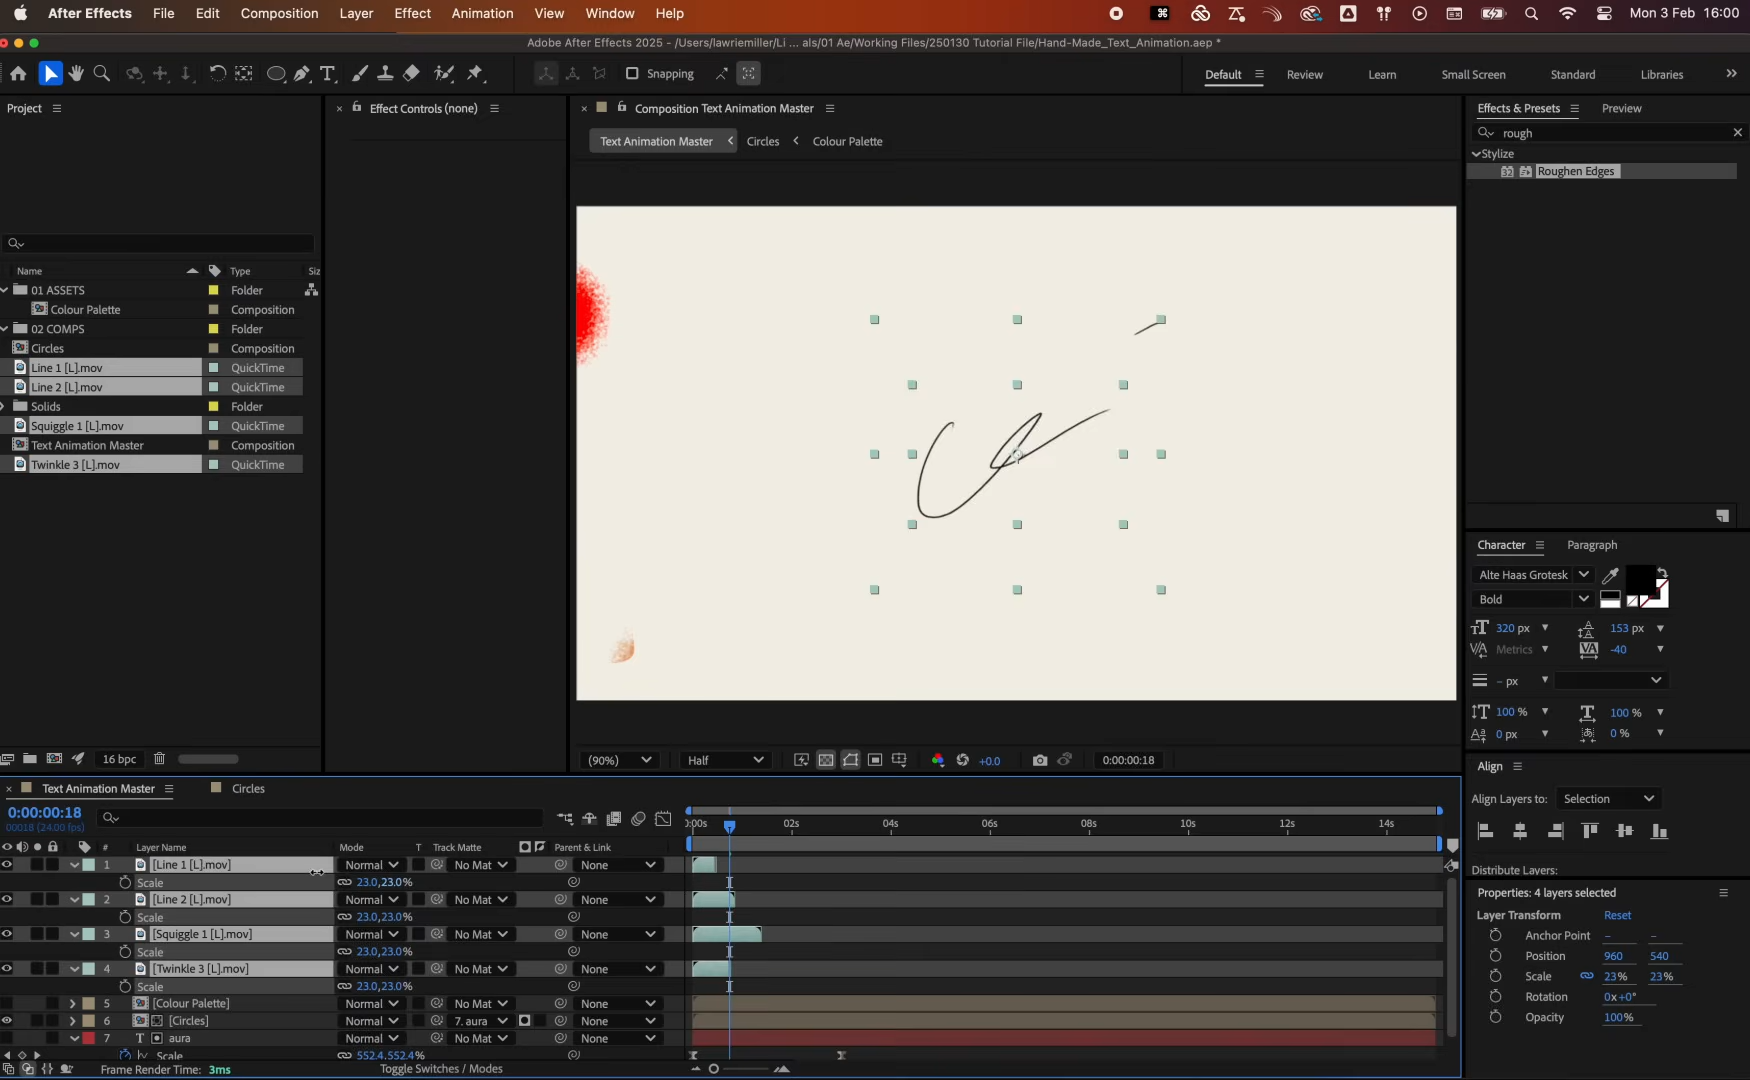 After Effects File Edit Composition Layer Effect Animation View Window Help Mon 3 Feb 16:00
Adobe After Effects 2025 - /Users/lawriemiller/Li ... als/01 Ae/Working Files/250130 Tutorial File/Hand-Made_Text_Animation.aep *
Snapping Default Review Learn Small Screen Standard Libraries
Project Effect Controls (none) Composition Text Animation Master Effects & Presets Preview
Text Animation Master Circles Colour Palette
rough
Stylize
32 Roughen Edges
Name Type Siz
01 ASSETS Folder
Colour Palette Composition
02 COMPS Folder
Circles Composition
Line 1 [L].mov QuickTime
Line 2 [L].mov QuickTime
Solids Folder
Squiggle 1 [L].mov QuickTime
Text Animation Master Composition
Twinkle 3 [L].mov QuickTime
Character Paragraph
Alte Haas Grotesk
Bold
320 px 153 px
Metrics -40
– px
100 % 100 %
0 px 0 %
16 bpc (90%) Half +0.0 0:00:00:18
Align
Align Layers to: Selection
Distribute Layers:
Properties: 4 layers selected
Layer Transform Reset
Anchor Point – –
Position 960 540
Scale 23% 23%
Rotation 0x+0°
Opacity 100%
Text Animation Master Circles
0:00:00:18
00018 (24.00 fps)
0:00s 02s 04s 06s 08s 10s 12s 14s
# Layer Name Mode T Track Matte Parent & Link
1 [Line 1 [L].mov] Normal No Mat None
Scale 23.0,23.0%
2 [Line 2 [L].mov] Normal No Mat None
Scale 23.0,23.0%
3 [Squiggle 1 [L].mov] Normal No Mat None
Scale 23.0,23.0%
4 [Twinkle 3 [L].mov] Normal No Mat None
Scale 23.0,23.0%
5 [Colour Palette] Normal No Mat None
6 [Circles] Normal 7. aura None
7 T aura Normal No Mat None
Scale 552.4,552.4%
Frame Render Time: 3ms Toggle Switches / Modes